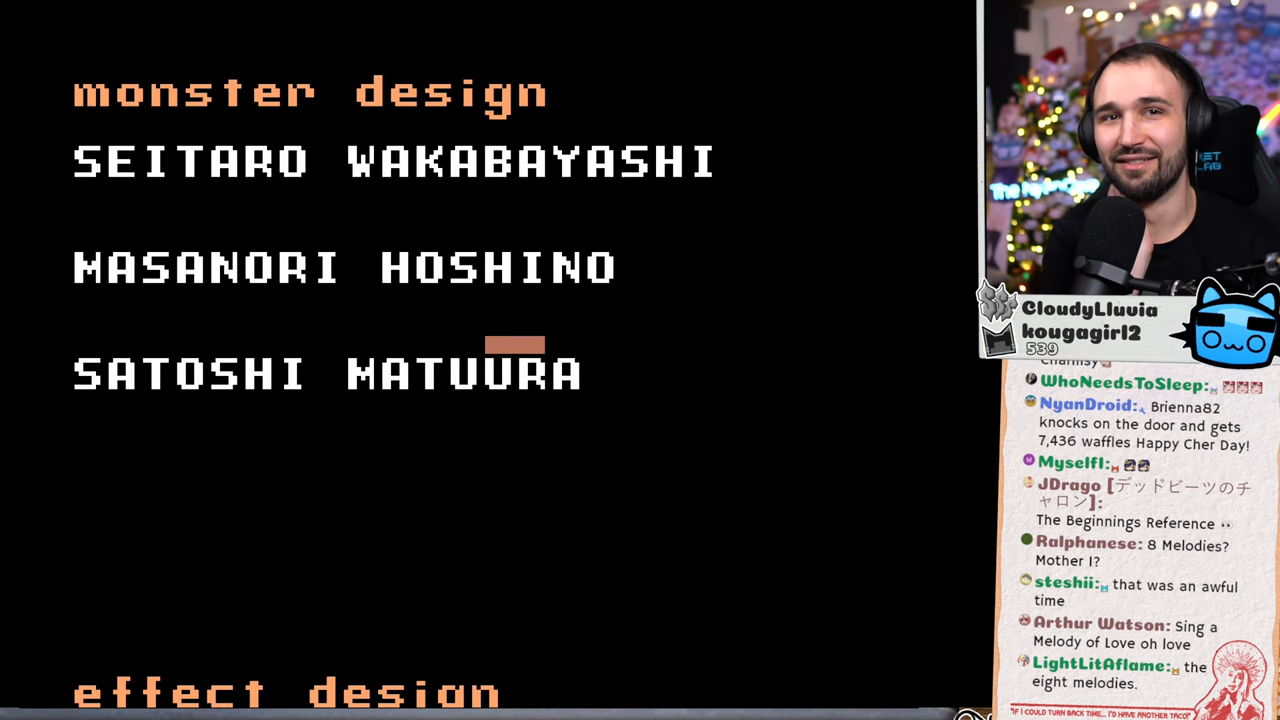 monster design
SEITARO WAKABAYASHI
MASANORI HOSHINO
SATOSHI MATUURA
effect design
CloudyLluvia
kougagirl2
539
WhoNeedsToSleep:
NyanDroid: Brienna82
knocks on the door and gets
7,436 waffles Happy Cher Day!
Myself1:
JDrago [デッドビーツのチ
ャロン]:
The Beginnings Reference
Ralphanese: 8 Melodies?
Mother 1?
steshii: that was an awful
time
Arthur Watson: Sing a
Melody of Love oh love
LightLitAflame: the
eight melodies.
"IF I COULD TURN BACK TIME... I'D HAVE ANOTHER TACO"